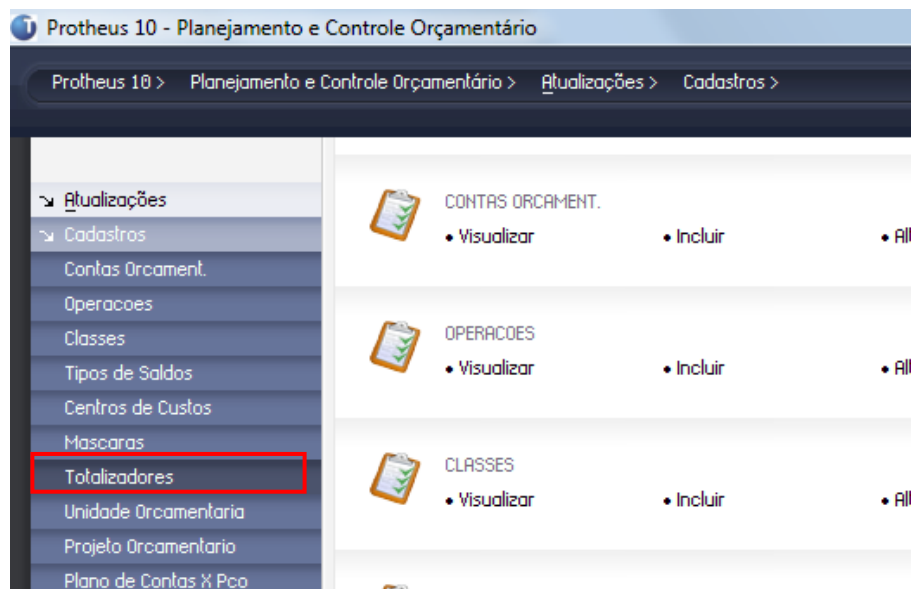 Protheus 10 - Planejamento e Controle Orçamentário
Protheus 10 > Planejamento e Controle Orçamentário > Atualizações > Cadastros >
Atualizações
Cadastros
Contas Orcament.
Operacoes
Classes
Tipos de Saldos
Centros de Custos
Mascaras
Totalizadores
Unidade Orcamentaria
Projeto Orcamentario
Plano de Contas X Pco
CONTAS ORCAMENT.
• Visualizar • Incluir
OPERACOES
• Visualizar • Incluir
CLASSES
• Visualizar • Incluir